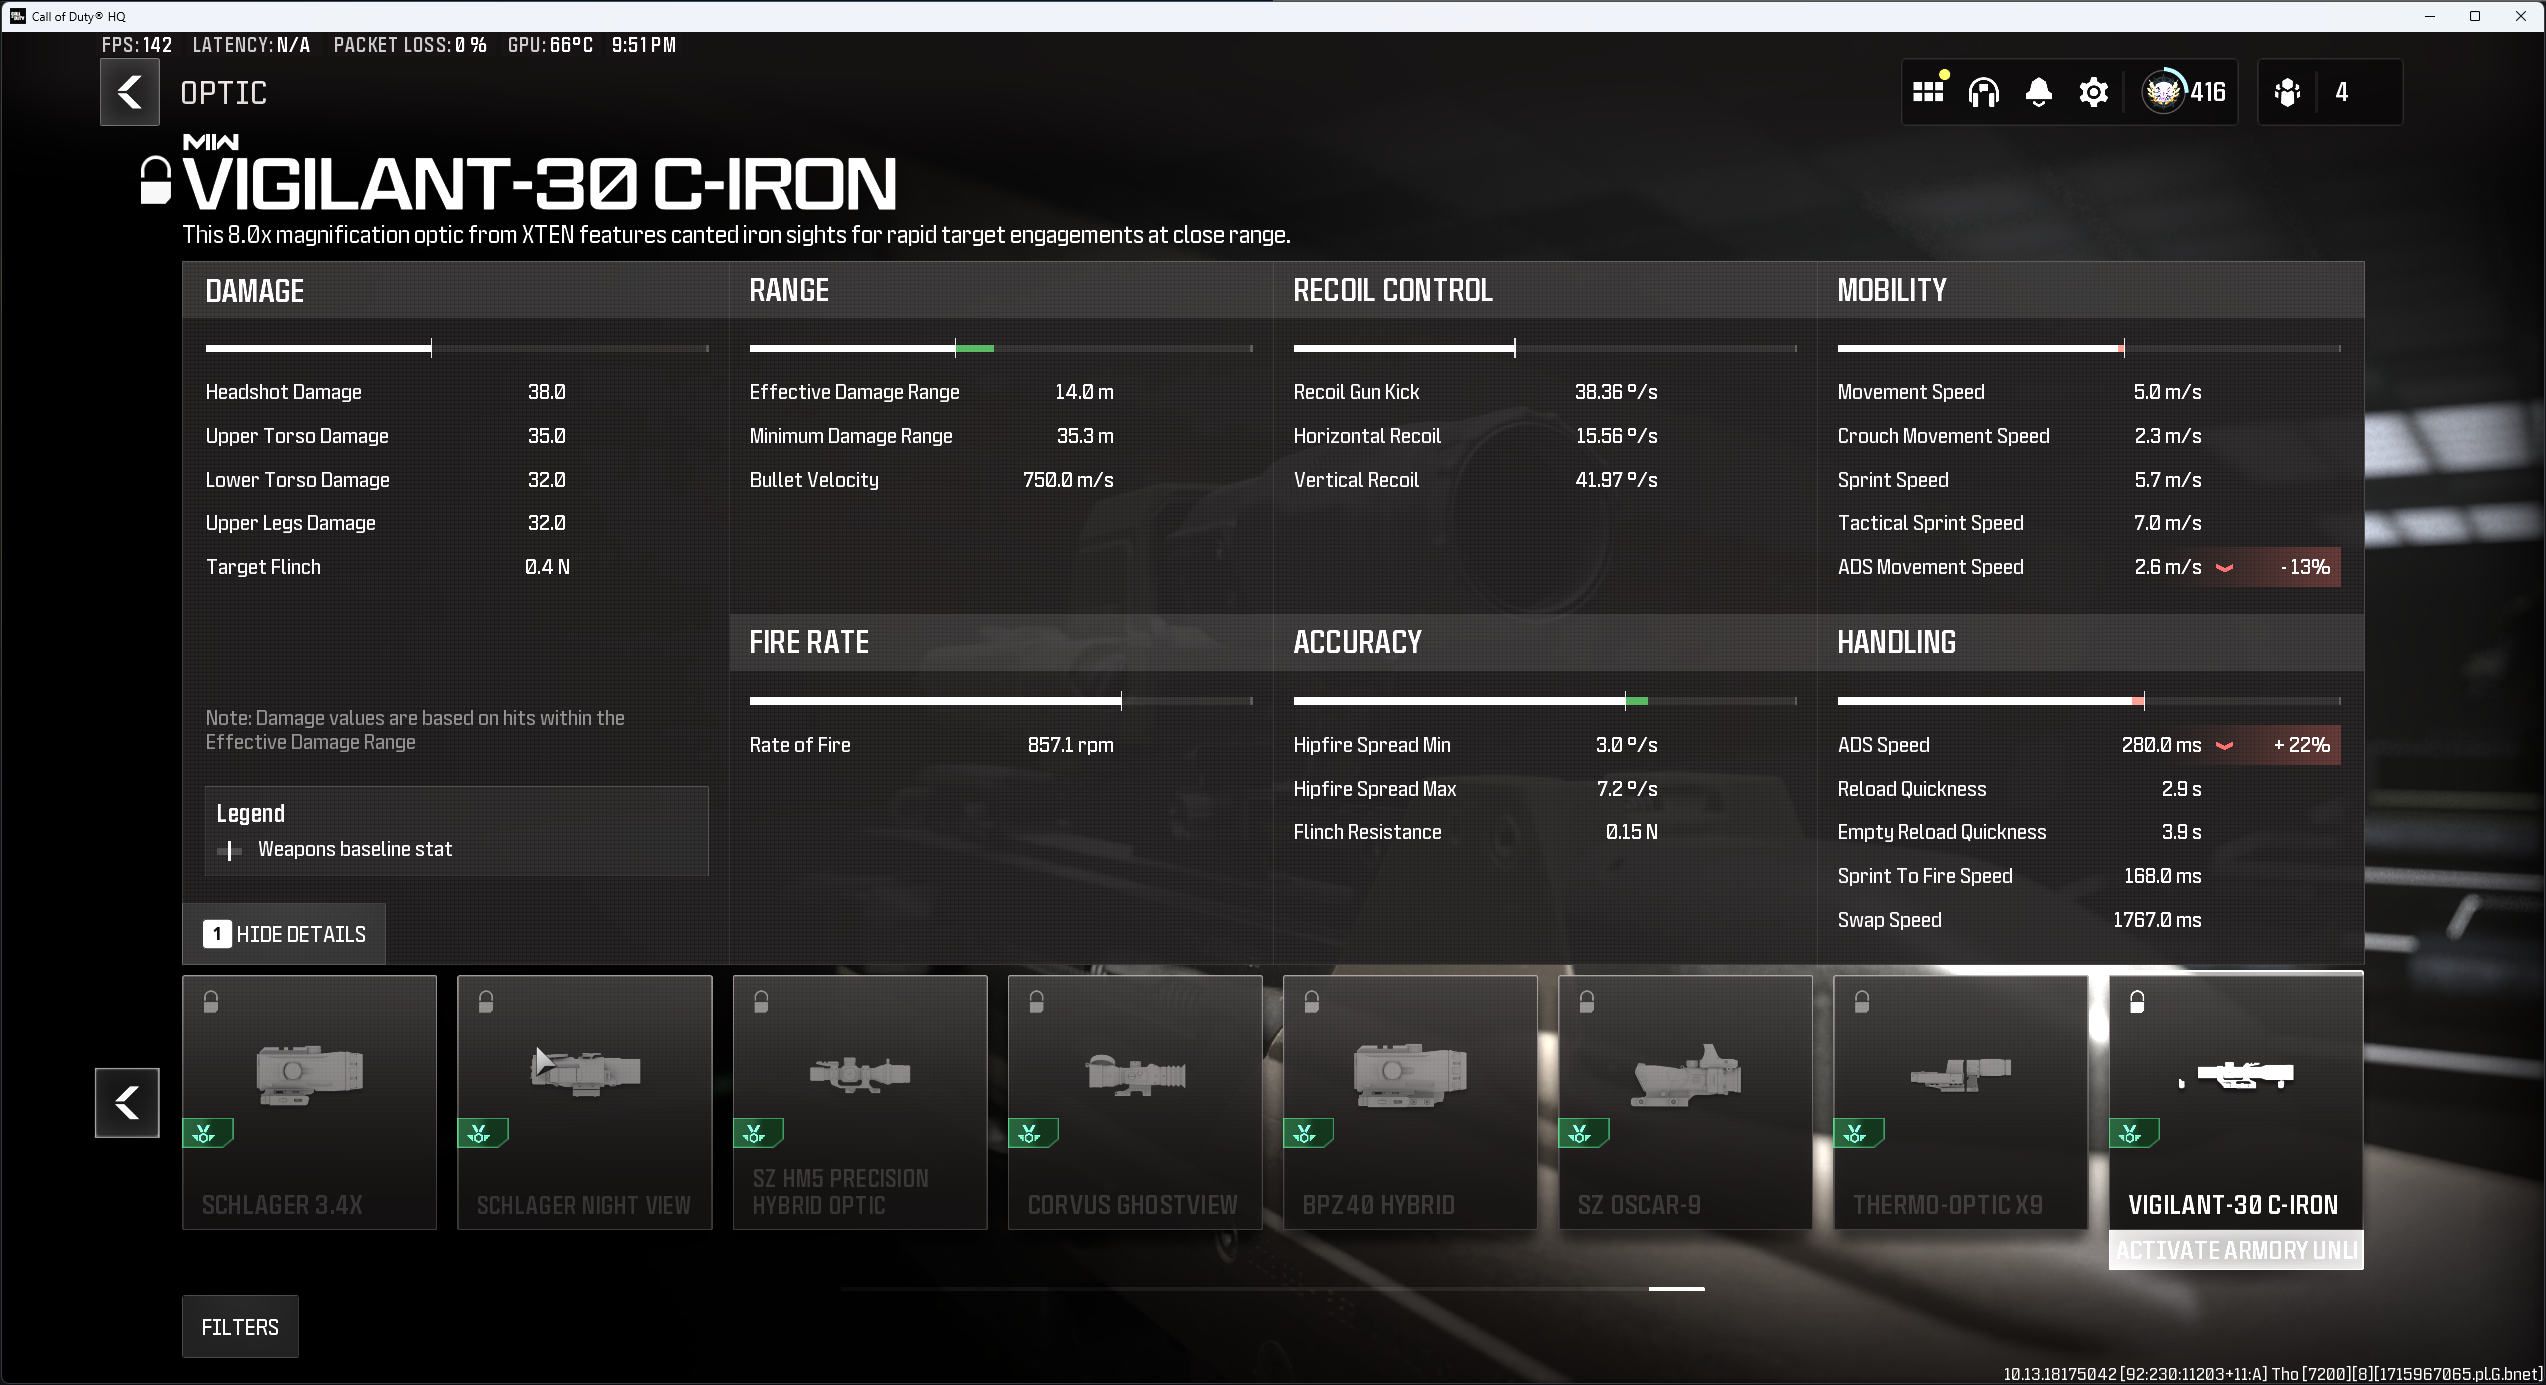 Call of Duty® HQ
FPS: 142 LATENCY: N/A PACKET LOSS: 0 % GPU: 66ºC 9:51 PM
OPTIC
416
4
MW
VIGILANT-30 C-IRON
This 8.0x magnification optic from XTEN features canted iron sights for rapid target engagements at close range.
DAMAGE
Headshot Damage 38.0
Upper Torso Damage 35.0
Lower Torso Damage 32.0
Upper Legs Damage 32.0
Target Flinch 0.4 N
Note: Damage values are based on hits within the
Effective Damage Range
Legend
Weapons baseline stat
1 HIDE DETAILS
RANGE
Effective Damage Range 14.0 m
Minimum Damage Range 35.3 m
Bullet Velocity 750.0 m/s
FIRE RATE
Rate of Fire 857.1 rpm
RECOIL CONTROL
Recoil Gun Kick 38.36 º/s
Horizontal Recoil 15.56 º/s
Vertical Recoil 41.97 º/s
ACCURACY
Hipfire Spread Min 3.0 º/s
Hipfire Spread Max 7.2 º/s
Flinch Resistance 0.15 N
MOBILITY
Movement Speed 5.0 m/s
Crouch Movement Speed 2.3 m/s
Sprint Speed 5.7 m/s
Tactical Sprint Speed 7.0 m/s
ADS Movement Speed 2.6 m/s - 13%
HANDLING
ADS Speed 280.0 ms + 22%
Reload Quickness 2.9 s
Empty Reload Quickness 3.9 s
Sprint To Fire Speed 168.0 ms
Swap Speed 1767.0 ms
SCHLAGER 3.4X
SCHLAGER NIGHT VIEW
SZ HM5 PRECISION
HYBRID OPTIC
CORVUS GHOSTVIEW
BPZ40 HYBRID
SZ OSCAR-9
THERMO-OPTIC X9
VIGILANT-30 C-IRON
ACTIVATE ARMORY UNL
FILTERS
10.13.18175042 [92:230:11203+11:A] Tho [7200][8][1715967065.pl.G.bnet]